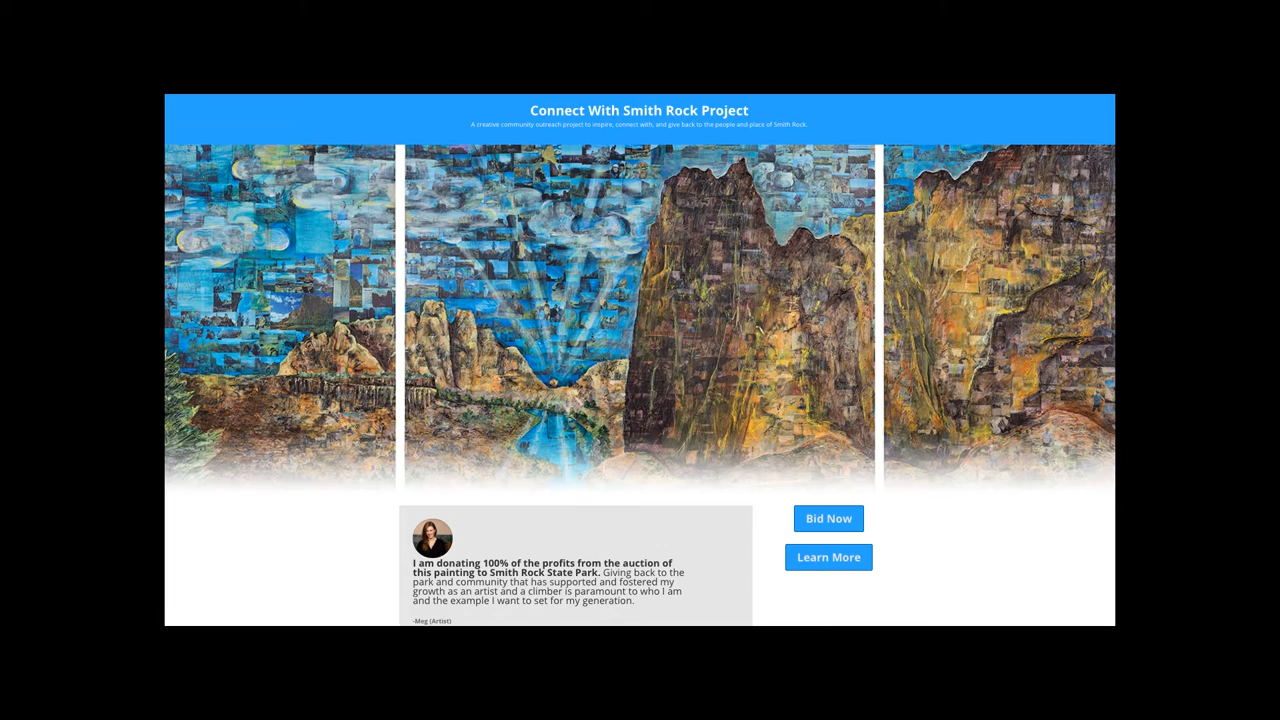 Connect With Smith Rock Project
A creative community outreach project to inspire, connect with, and give back to the people and place of Smith Rock.
Bid Now
Learn More
I am donating 100% of the profits from the auction of
this painting to Smith Rock State Park. Giving back to the
park and community that has supported and fostered my
growth as an artist and a climber is paramount to who I am
and the example I want to set for my generation.
-Meg (Artist)